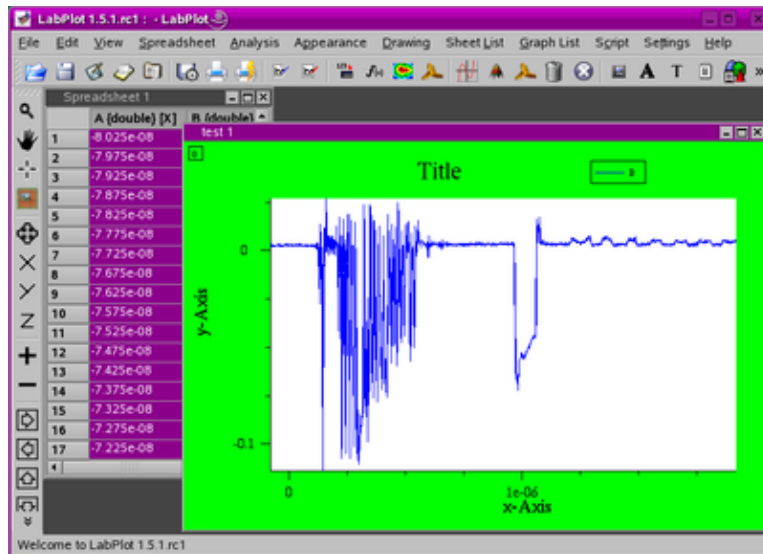 LabPlot 1.5.1.rc1 : - LabPlot
File Edit View Spreadsheet Analysis Appearance Drawing Sheet List Graph List Script Settings Help
Spreadsheet 1
A {double} [X] B {double}
test 1
1 -8.025e-08
2 -7.975e-08
3 -7.925e-08
4 -7.875e-08
5 -7.825e-08
6 -7.775e-08
7 -7.725e-08
8 -7.675e-08
9 -7.625e-08
10 -7.575e-08
11 -7.525e-08
12 -7.475e-08
13 -7.425e-08
14 -7.375e-08
15 -7.325e-08
16 -7.275e-08
17 -7.225e-08
Title
0
y-Axis
-0.1
0 1e-06
x-Axis
X
Y
Z
A T
Welcome to LabPlot 1.5.1.rc1